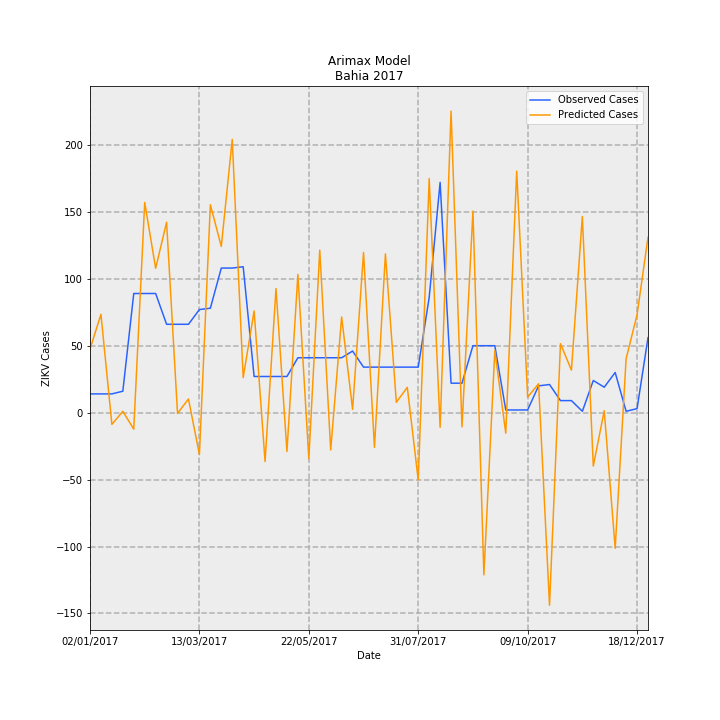 Arimax Model
Bahia 2017
Observed Cases
Predicted Cases
ZIKV Cases
200
150
100
50
0
−50
−100
−150
02/01/2017 13/03/2017 22/05/2017 31/07/2017 09/10/2017 18/12/2017
Date